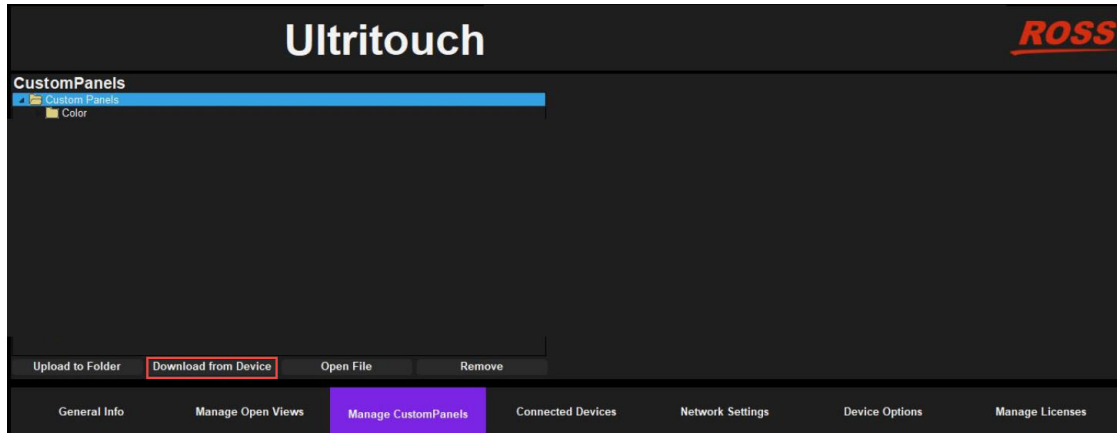 Ultritouch
ROSS
CustomPanels
Custom Panels
Color
Upload to Folder Download from Device Open File Remove
General Info Manage Open Views Manage CustomPanels Connected Devices Network Settings Device Options Manage Licenses